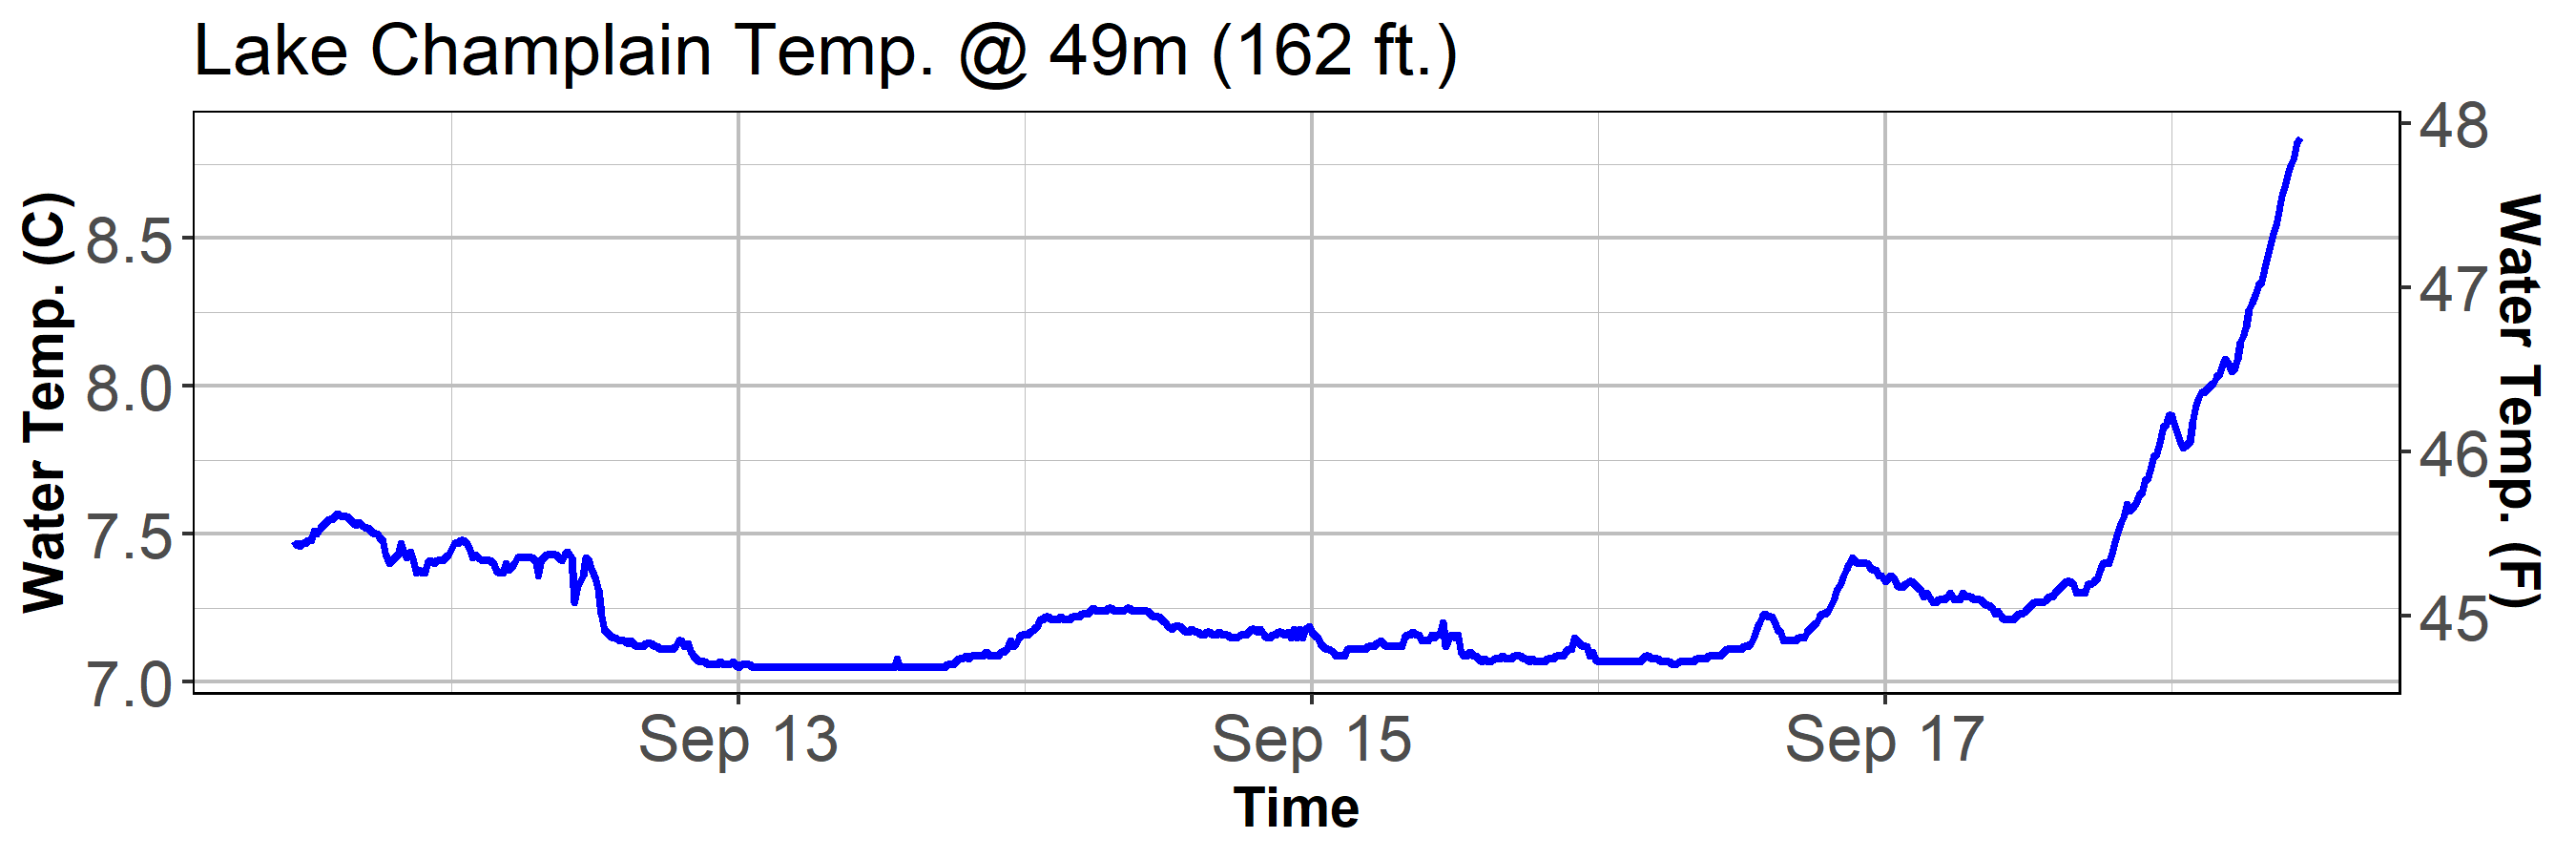 Lake Champlain Temp. @ 49m (162 ft.)
Water Temp. (C)
8.5
8.0
7.5
7.0
48
47
46
45
Water Temp. (F)
Sep 13
Sep 15
Sep 17
Time